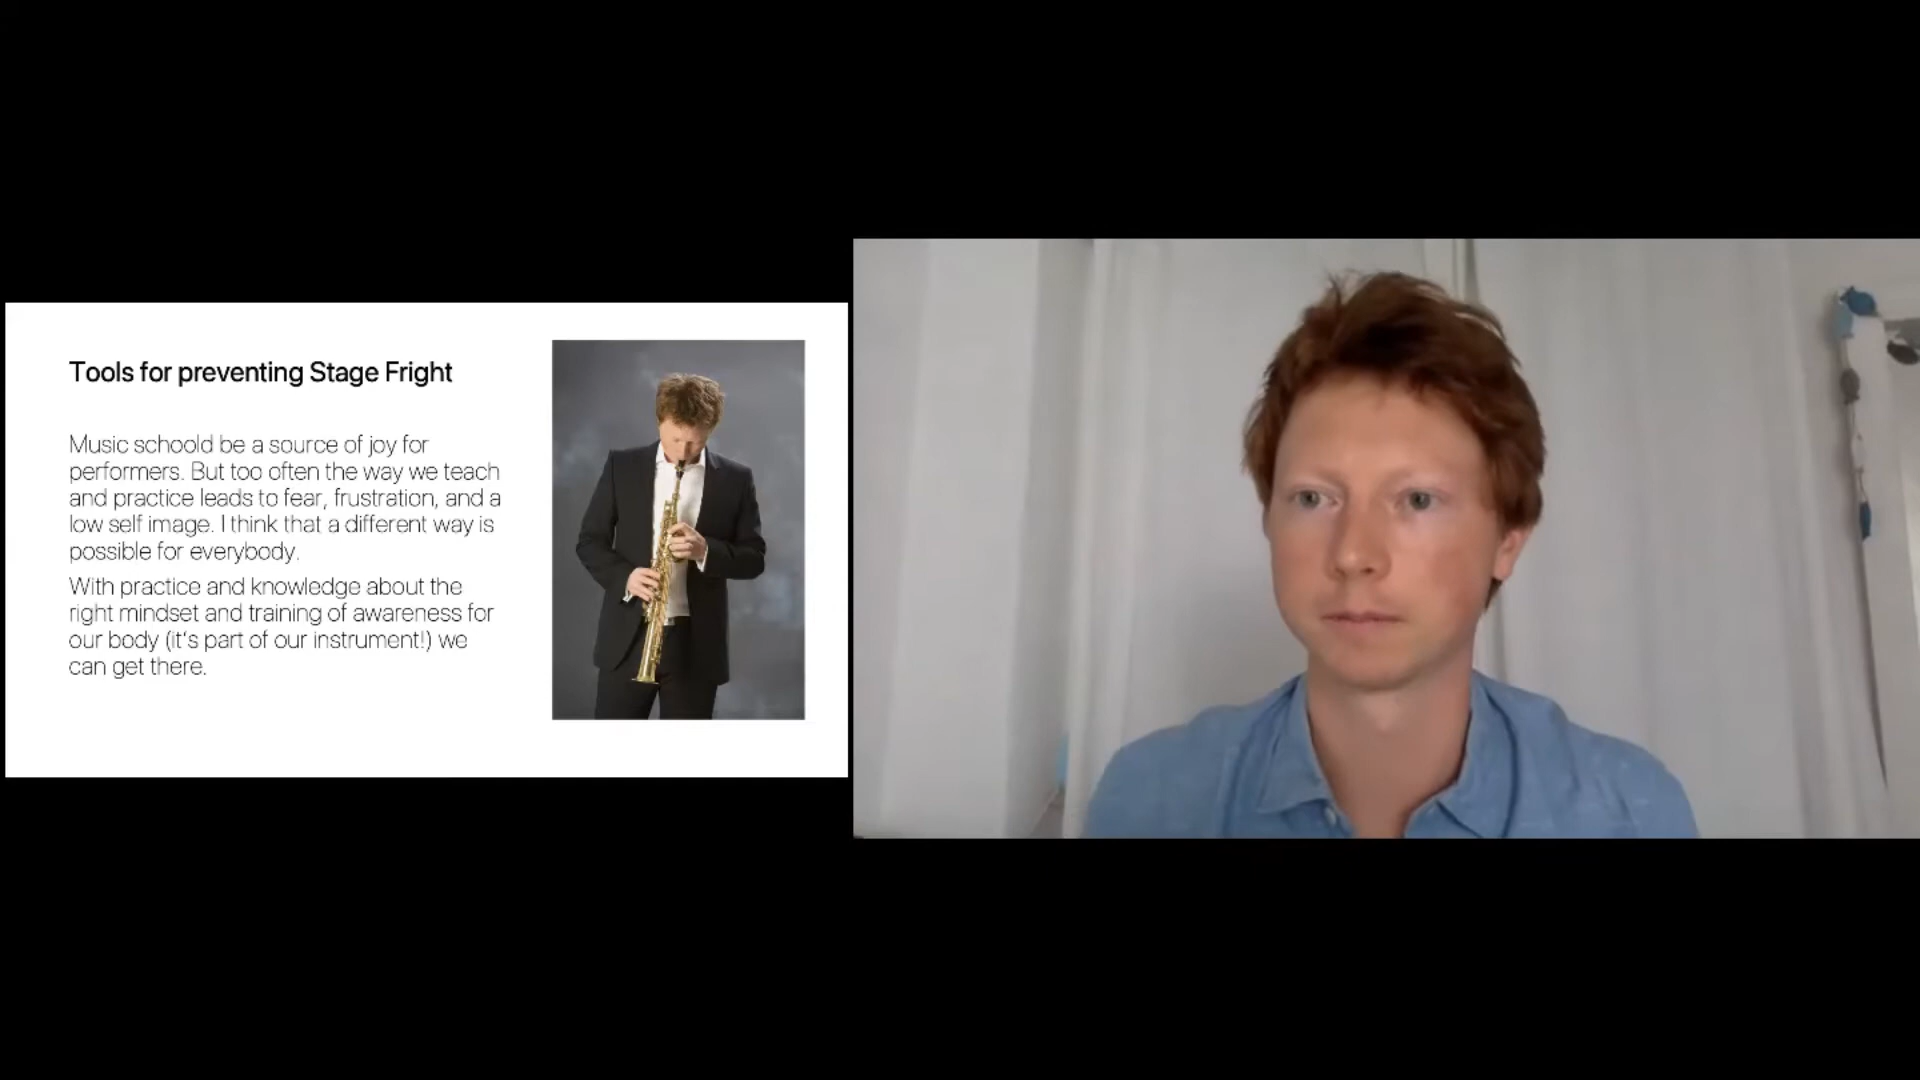 Tools for preventing Stage Fright
Music schoold be a source of joy for
performers. But too often the way we teach
and practice leads to fear, frustration, and a
low self image. I think that a different way is
possible for everybody.
With practice and knowledge about the
right mindset and training of awareness for
our body (it's part of our instrument!) we
can get there.